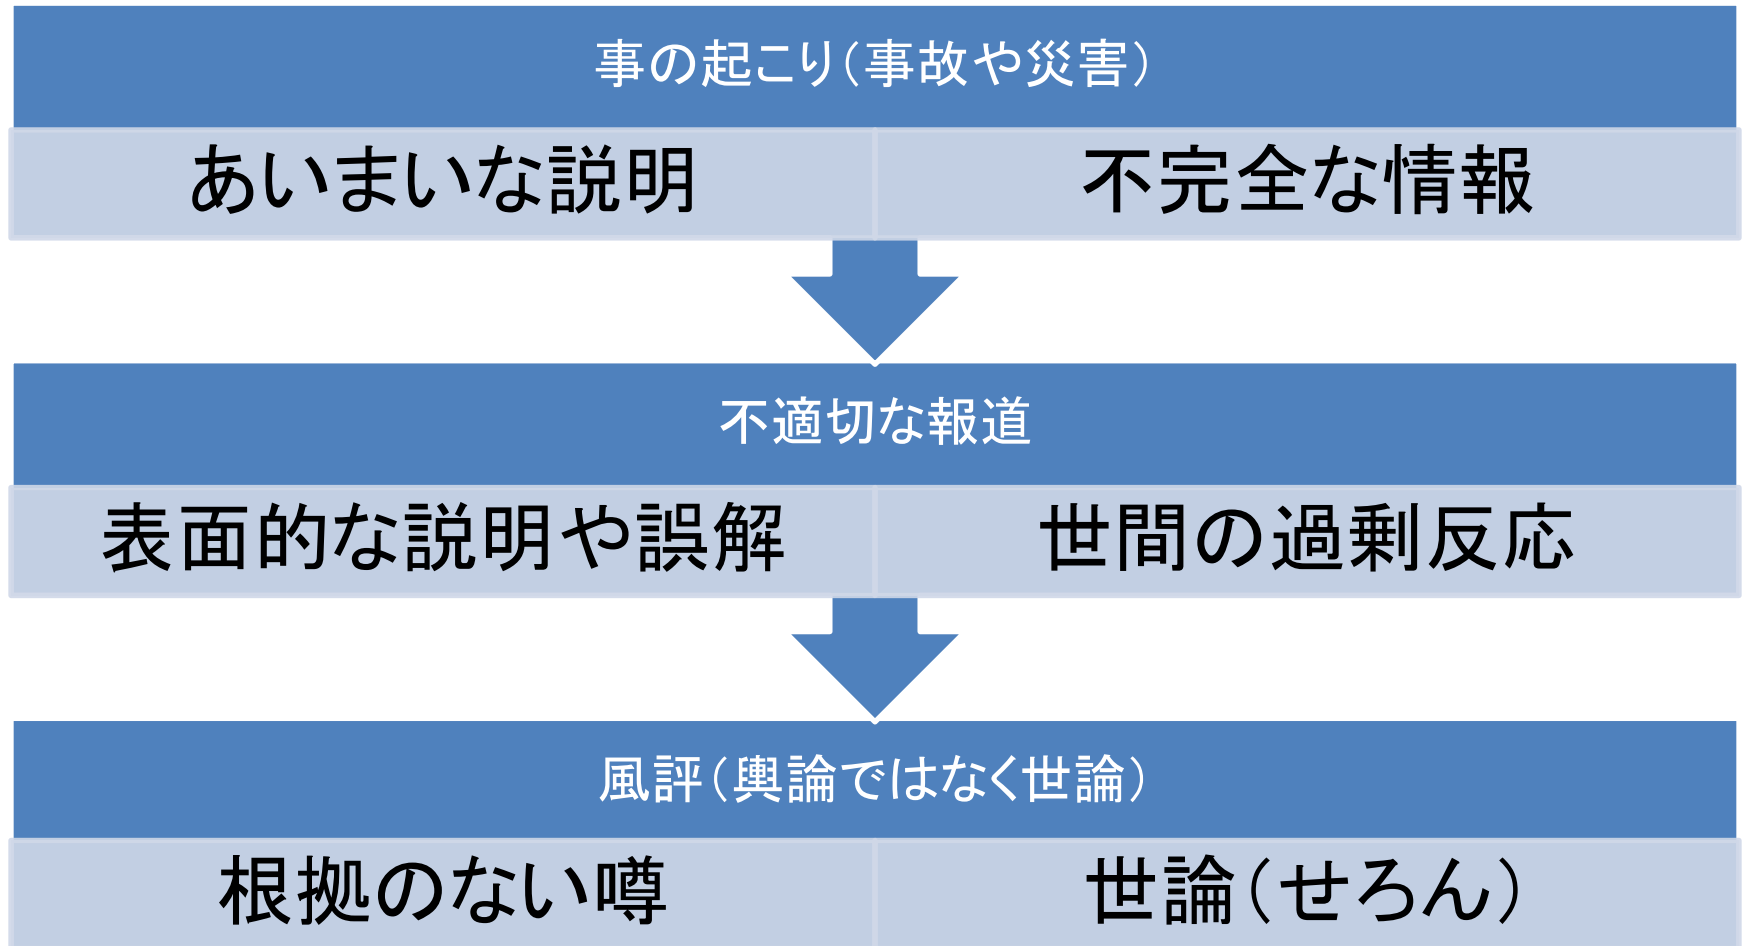 事の起こり（事故や災害）
あいまいな説明
不完全な情報
不適切な報道
表面的な説明や誤解
世間の過剰反応
風評（輿論ではなく世論）
根拠のない噂
世論（せろん）